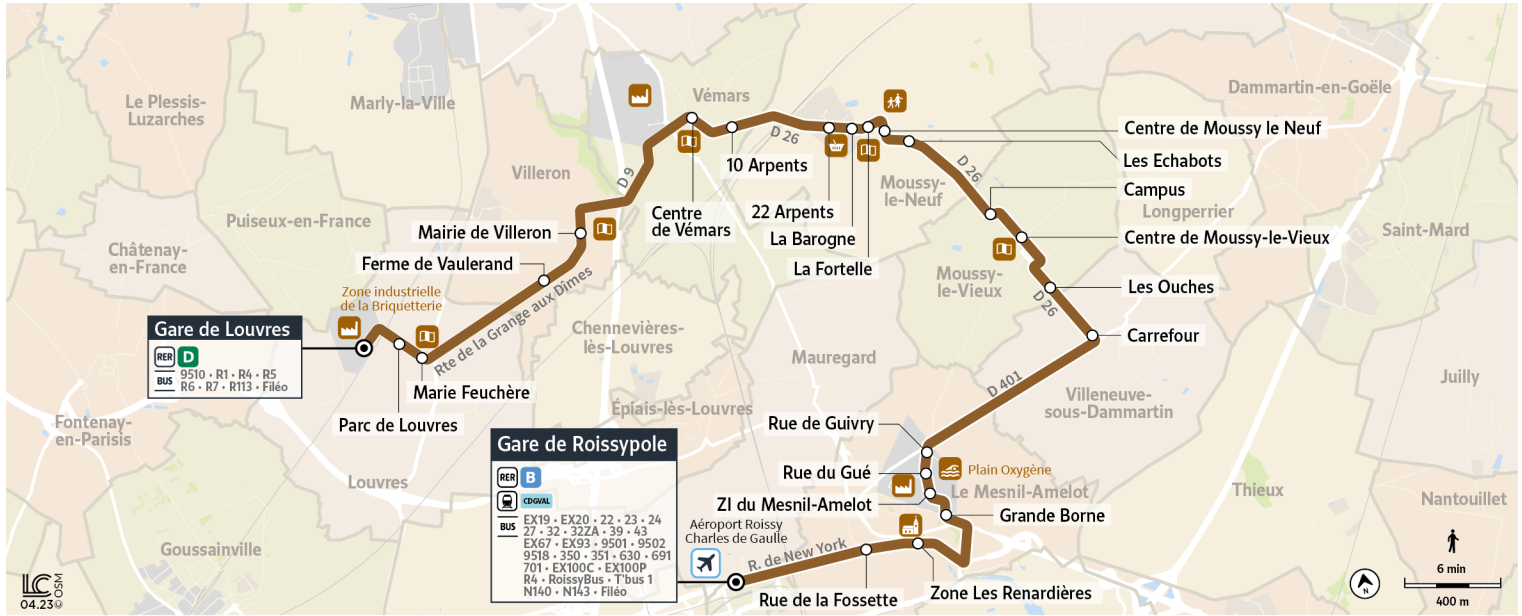 Le Plessis-
Luzarches
Marly-la-Ville
Vémars
Dammartin-en-Goële
D 26
10 Arpents
Centre de Moussy le Neuf
Les Echabots
Villeron
D 9
D 26
Moussy-
le-Neuf
Campus
Longperrier
Puiseux-en-France
Centre
de Vémars
22 Arpents
La Barogne
La Fortelle
Mairie de Villeron
Centre de Moussy-le-Vieux
Saint-Mard
Châtenay-
en-France
Ferme de Vaulerand
Moussy-
le-Vieux
Les Ouches
Zone industrielle
de la Briquetterie
Rte de la Grange aux Dîmes
D 26
Gare de Louvres
RER D
BUS
9510 • R1 • R4 • R5
R6 • R7 • R113 • Filéo
Chennevières-
lès-Louvres
Mauregard
Carrefour
Marie Feuchère
D 401
Juilly
Parc de Louvres
Épiais-lès-Louvres
Villeneuve-
sous-Dammartin
Fontenay-
en-Parisis
Rue de Guivry
Gare de Roissypole
RER B
CDGVAL
BUS
EX19 • EX20 • 22 • 23 • 24
27 • 32 • 32ZA • 39 • 43
EX67 • EX93 • 9501 • 9502
9518 • 350 • 351 • 630 • 691
701 • EX100C • EX100P
R4 • RoissyBus • T'bus 1
N140 • N143 • Filéo
Rue du Gué
Plain Oxygène
Louvres
Le Mesnil-Amelot
Thieux
Nantouillet
ZI du Mesnil-Amelot
Grande Borne
Aéroport Roissy
Charles de Gaulle
R. de New York
Goussainville
Rue de la Fossette
Zone Les Renardières
6 min
400 m
N
LC
04.23
© OSM